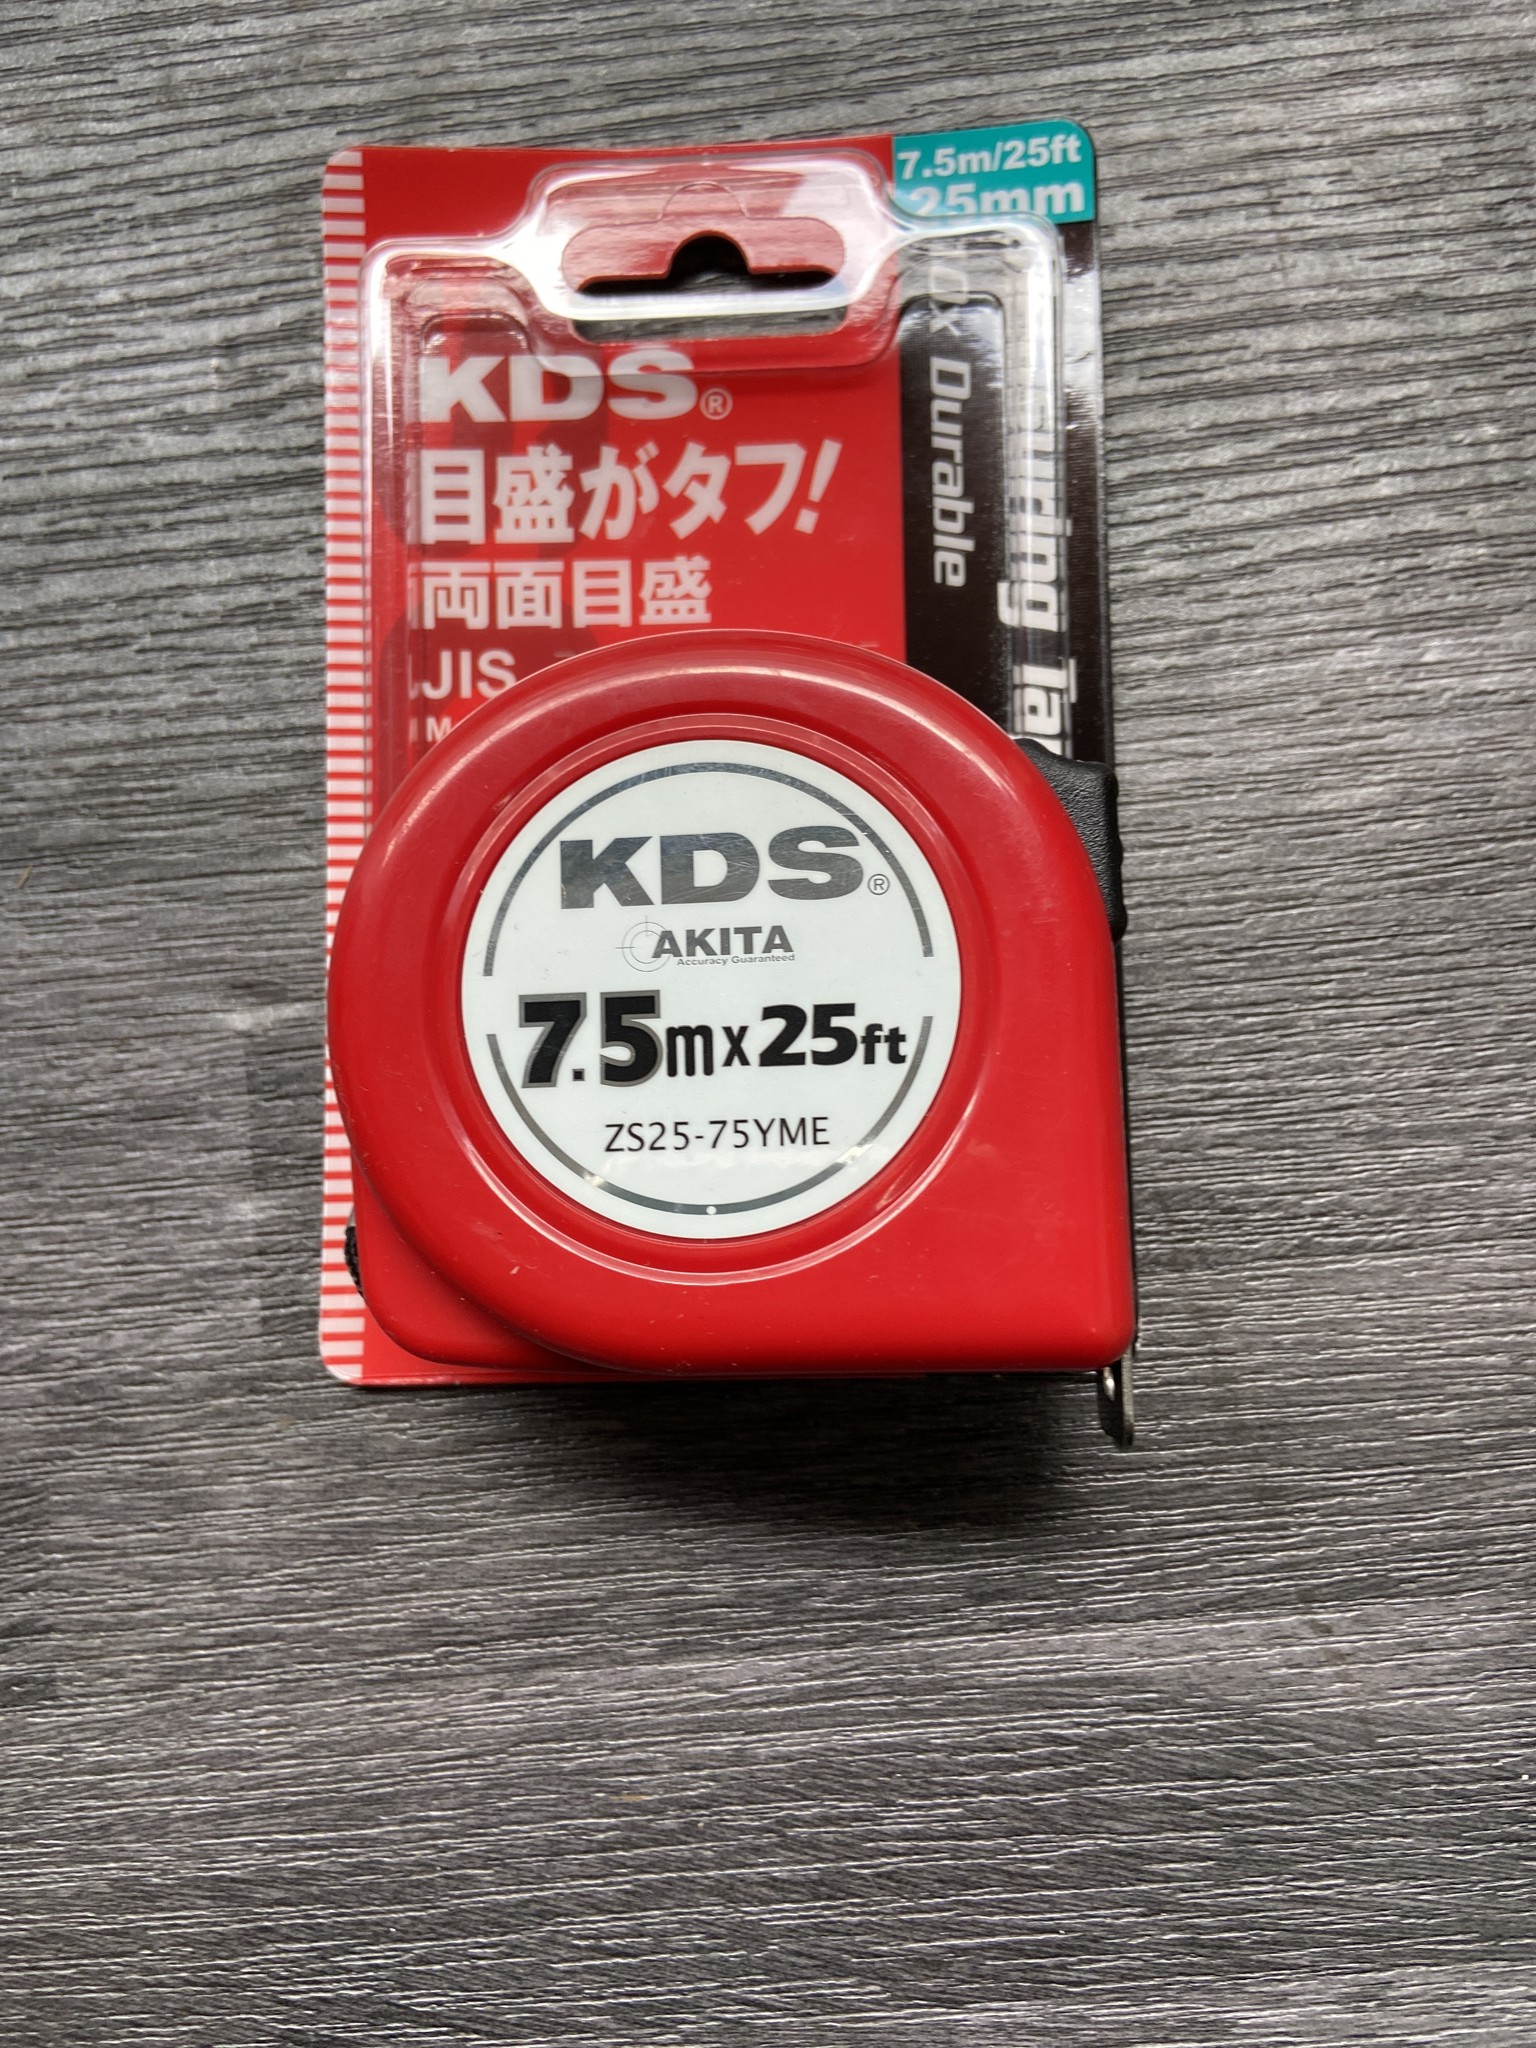 7.5m/25ft
25mm
KDS®
目盛がタフ!
両面目盛
JIS
10x Durable
KDS®
AKITA
Accuracy Guaranteed
7.5m x 25ft
ZS25-75YME